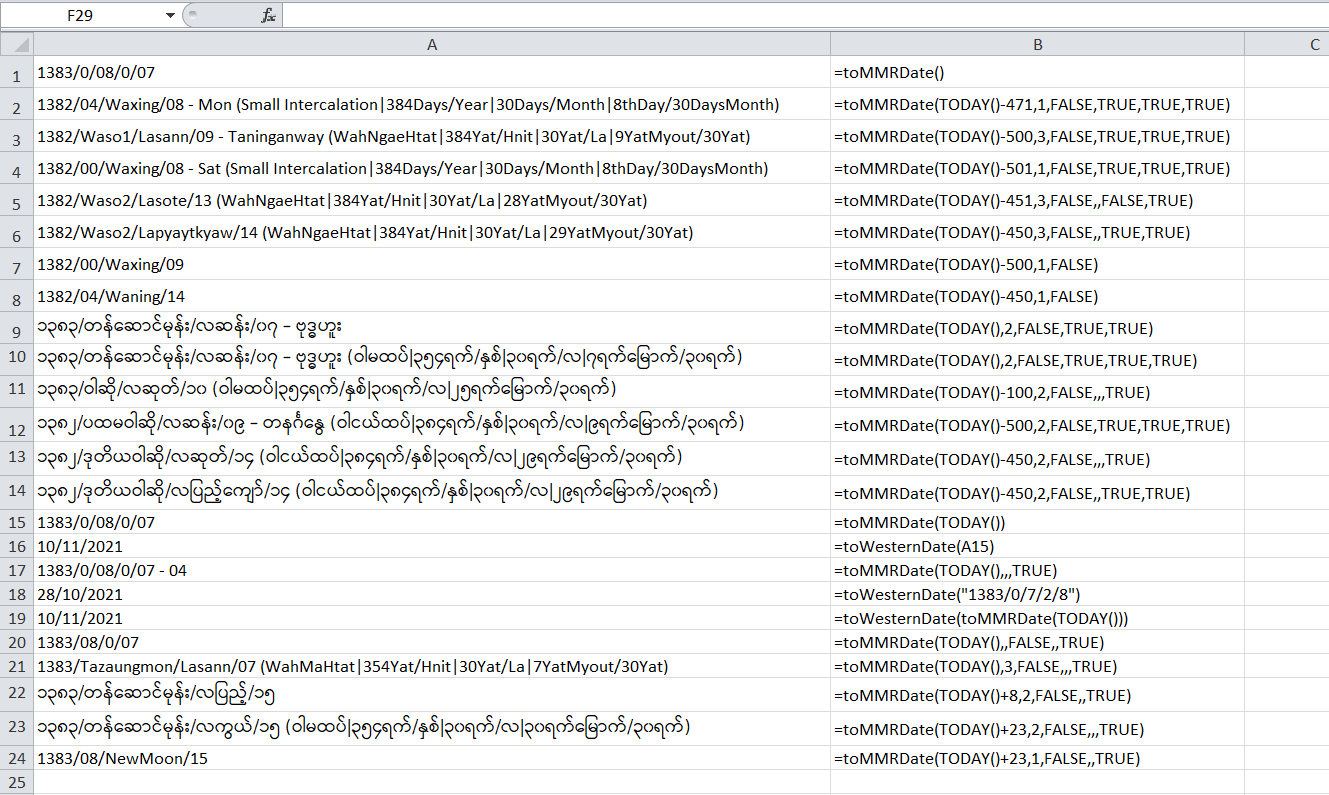 F29 fx
A B C
1 1383/0/08/0/07 =toMMRDate()
2 1382/04/Waxing/08 - Mon (Small Intercalation|384Days/Year|30Days/Month|8thDay/30DaysMonth) =toMMRDate(TODAY()-471,1,FALSE,TRUE,TRUE,TRUE)
3 1382/Waso1/Lasann/09 - Taninganway (WahNgaeHtat|384Yat/Hnit|30Yat/La|9YatMyout/30Yat) =toMMRDate(TODAY()-500,3,FALSE,TRUE,TRUE,TRUE)
4 1382/00/Waxing/08 - Sat (Small Intercalation|384Days/Year|30Days/Month|8thDay/30DaysMonth) =toMMRDate(TODAY()-501,1,FALSE,TRUE,TRUE,TRUE)
5 1382/Waso2/Lasote/13 (WahNgaeHtat|384Yat/Hnit|30Yat/La|28YatMyout/30Yat) =toMMRDate(TODAY()-451,3,FALSE,,FALSE,TRUE)
6 1382/Waso2/Lapyaytkyaw/14 (WahNgaeHtat|384Yat/Hnit|30Yat/La|29YatMyout/30Yat) =toMMRDate(TODAY()-450,3,FALSE,,TRUE,TRUE)
7 1382/00/Waxing/09 =toMMRDate(TODAY()-500,1,FALSE)
8 1382/04/Waning/14 =toMMRDate(TODAY()-450,1,FALSE)
9 ၁၃၈၃/တန်ဆောင်မုန်း/လဆန်း/၀၇ – ဗုဒ္ဓဟူး =toMMRDate(TODAY(),2,FALSE,TRUE,TRUE)
10 ၁၃၈၃/တန်ဆောင်မုန်း/လဆန်း/၀၇ – ဗုဒ္ဓဟူး (ဝါမထပ်|၃၅၄ရက်/နှစ်|၃၀ရက်/လ|၇ရက်မြောက်/၃၀ရက်) =toMMRDate(TODAY(),2,FALSE,TRUE,TRUE,TRUE)
11 ၁၃၈၃/ဝါဆို/လဆုတ်/၁၀ (ဝါမထပ်|၃၅၄ရက်/နှစ်|၃၀ရက်/လ|၂၅ရက်မြောက်/၃၀ရက်) =toMMRDate(TODAY()-100,2,FALSE,,,TRUE)
12 ၁၃၈၂/ပထမဝါဆို/လဆန်း/၀၉ – တနင်္ဂနွေ (ဝါငယ်ထပ်|၃၈၄ရက်/နှစ်|၃၀ရက်/လ|၉ရက်မြောက်/၃၀ရက်) =toMMRDate(TODAY()-500,2,FALSE,TRUE,TRUE,TRUE)
13 ၁၃၈၂/ဒုတိယဝါဆို/လဆုတ်/၁၄ (ဝါငယ်ထပ်|၃၈၄ရက်/နှစ်|၃၀ရက်/လ|၂၉ရက်မြောက်/၃၀ရက်) =toMMRDate(TODAY()-450,2,FALSE,,,TRUE)
14 ၁၃၈၂/ဒုတိယဝါဆို/လပြည့်ကျော်/၁၄ (ဝါငယ်ထပ်|၃၈၄ရက်/နှစ်|၃၀ရက်/လ|၂၉ရက်မြောက်/၃၀ရက်) =toMMRDate(TODAY()-450,2,FALSE,,TRUE,TRUE)
15 1383/0/08/0/07 =toMMRDate(TODAY())
16 10/11/2021 =toWesternDate(A15)
17 1383/0/08/0/07 - 04 =toMMRDate(TODAY(),,,TRUE)
18 28/10/2021 =toWesternDate("1383/0/7/2/8")
19 10/11/2021 =toWesternDate(toMMRDate(TODAY()))
20 1383/08/0/07 =toMMRDate(TODAY(),,FALSE,,TRUE)
21 1383/Tazaungmon/Lasann/07 (WahMaHtat|354Yat/Hnit|30Yat/La|7YatMyout/30Yat) =toMMRDate(TODAY(),3,FALSE,,,TRUE)
22 ၁၃၈၃/တန်ဆောင်မုန်း/လပြည့်/၁၅ =toMMRDate(TODAY()+8,2,FALSE,,TRUE)
23 ၁၃၈၃/တန်ဆောင်မုန်း/လကွယ်/၁၅ (ဝါမထပ်|၃၅၄ရက်/နှစ်|၃၀ရက်/လ|၃၀ရက်မြောက်/၃၀ရက်) =toMMRDate(TODAY()+23,2,FALSE,,,TRUE)
24 1383/08/NewMoon/15 =toMMRDate(TODAY()+23,1,FALSE,,TRUE)
25